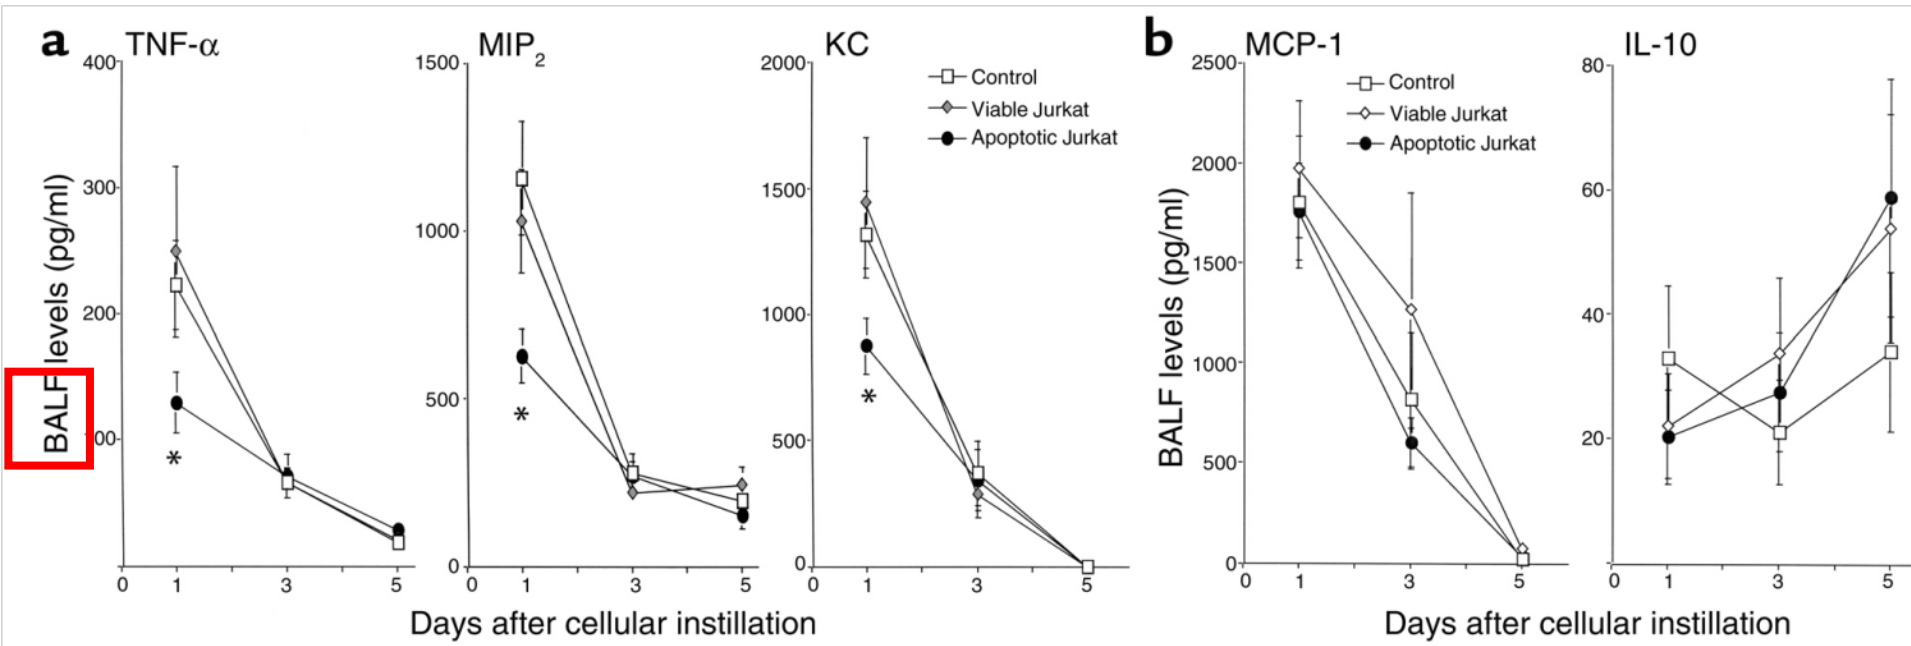 a TNF-α
400
300
200
100
BALF levels (pg/ml)
*
0 1 3 5
MIP2
1500
1000
500
0
*
0 1 3 5
KC
2000
1500
1000
500
0
Control
Viable Jurkat
Apoptotic Jurkat
*
0 1 3 5
Days after cellular instillation
b MCP-1
2500
2000
1500
1000
500
0
BALF levels (pg/ml)
Control
Viable Jurkat
Apoptotic Jurkat
0 1 3 5
IL-10
80
60
40
20
0 1 3 5
Days after cellular instillation